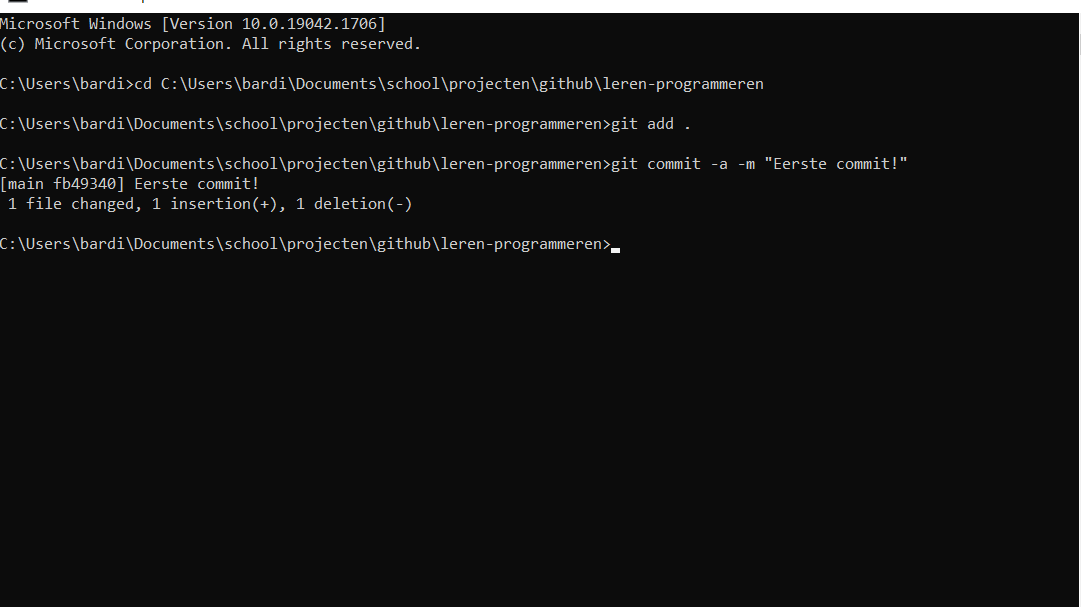 Microsoft Windows [Version 10.0.19042.1706]
(c) Microsoft Corporation. All rights reserved.
C:\Users\bardi>cd C:\Users\bardi\Documents\school\projecten\github\leren-programmeren
C:\Users\bardi\Documents\school\projecten\github\leren-programmeren>git add .
C:\Users\bardi\Documents\school\projecten\github\leren-programmeren>git commit -a -m "Eerste commit!"
[main fb49340] Eerste commit!
1 file changed, 1 insertion(+), 1 deletion(-)
C:\Users\bardi\Documents\school\projecten\github\leren-programmeren>